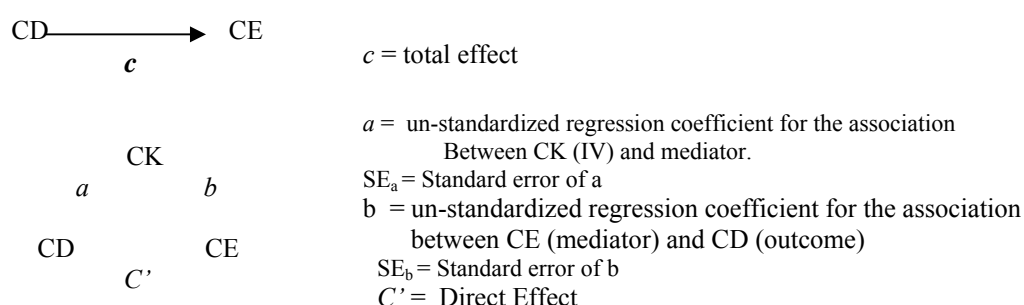 CD CE
c
c = total effect
a = un-standardized regression coefficient for the association
Between CK (IV) and mediator.
SEa = Standard error of a
b = un-standardized regression coefficient for the association
between CE (mediator) and CD (outcome)
SEb = Standard error of b
C' = Direct Effect
CK
a b
CD CE
C'